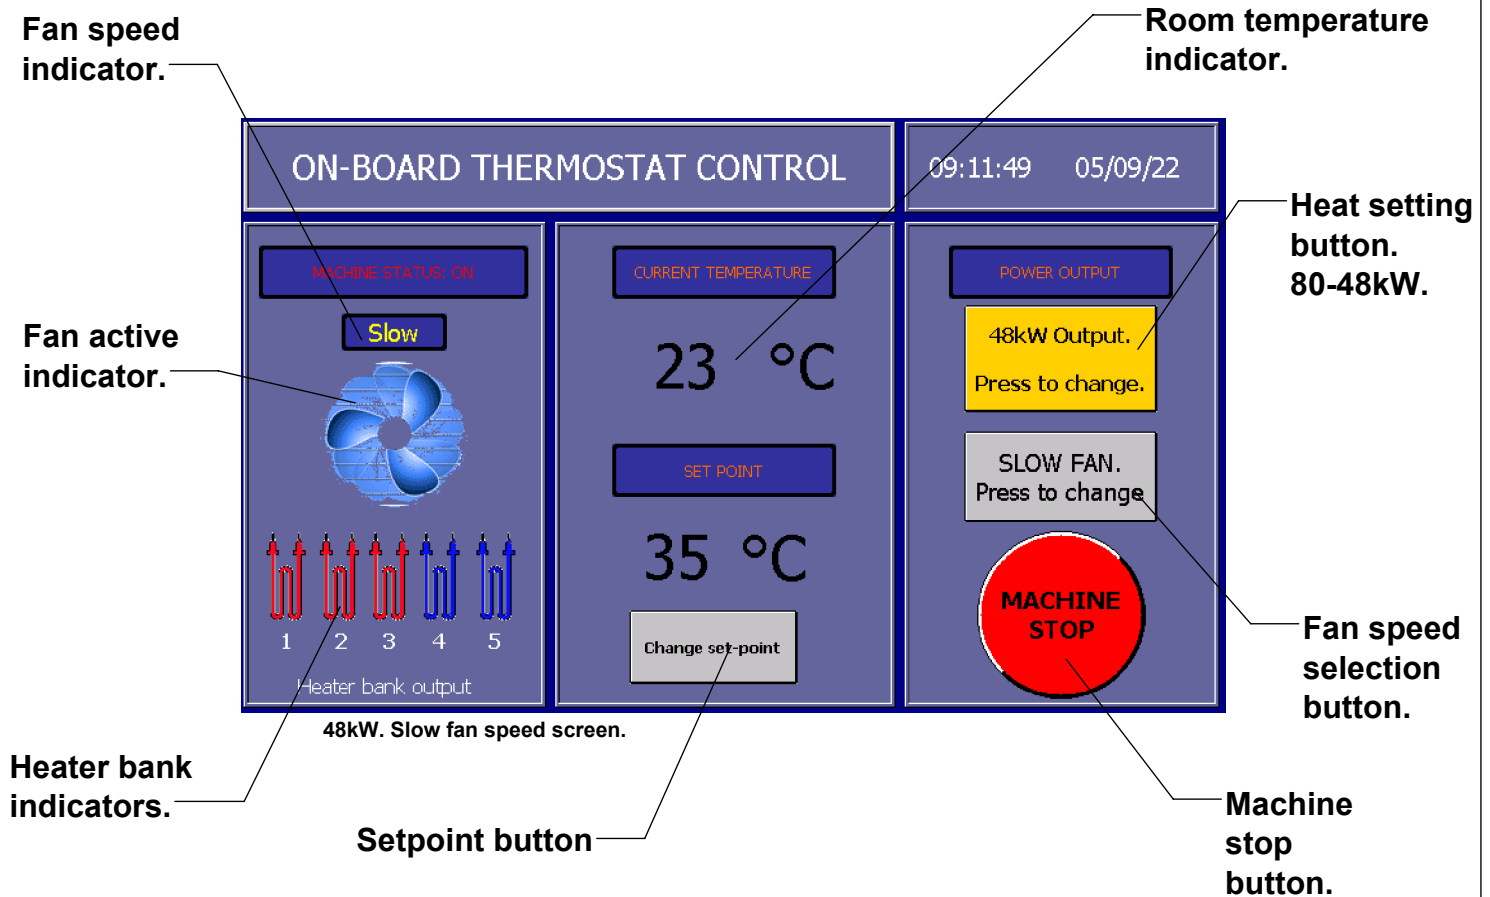 Fan speed
indicator.
Room temperature
indicator.
ON-BOARD THERMOSTAT CONTROL
09:11:49 05/09/22
Heat setting
button.
80-48kW.
MACHINE STATUS: ON
CURRENT TEMPERATURE
POWER OUTPUT
Slow
Fan active
indicator.
23 °C
48kW Output.
Press to change.
SET POINT
SLOW FAN.
Press to change
35 °C
1 2 3 4 5
Heater bank output
Change set-point
MACHINE
STOP
Fan speed
selection
button.
48kW. Slow fan speed screen.
Heater bank
indicators.
Setpoint button
Machine
stop
button.